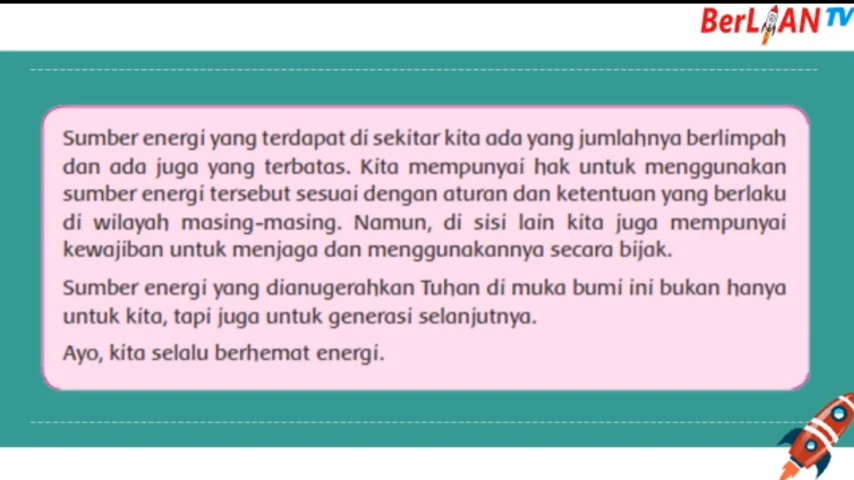 BerLIAN TV
Sumber energi yang terdapat di sekitar kita ada yang jumlahnya berlimpah
dan ada juga yang terbatas. Kita mempunyai hak untuk menggunakan
sumber energi tersebut sesuai dengan aturan dan ketentuan yang berlaku
di wilayah masing-masing. Namun, di sisi lain kita juga mempunyai
kewajiban untuk menjaga dan menggunakannya secara bijak.
Sumber energi yang dianugerahkan Tuhan di muka bumi ini bukan hanya
untuk kita, tapi juga untuk generasi selanjutnya.
Ayo, kita selalu berhemat energi.